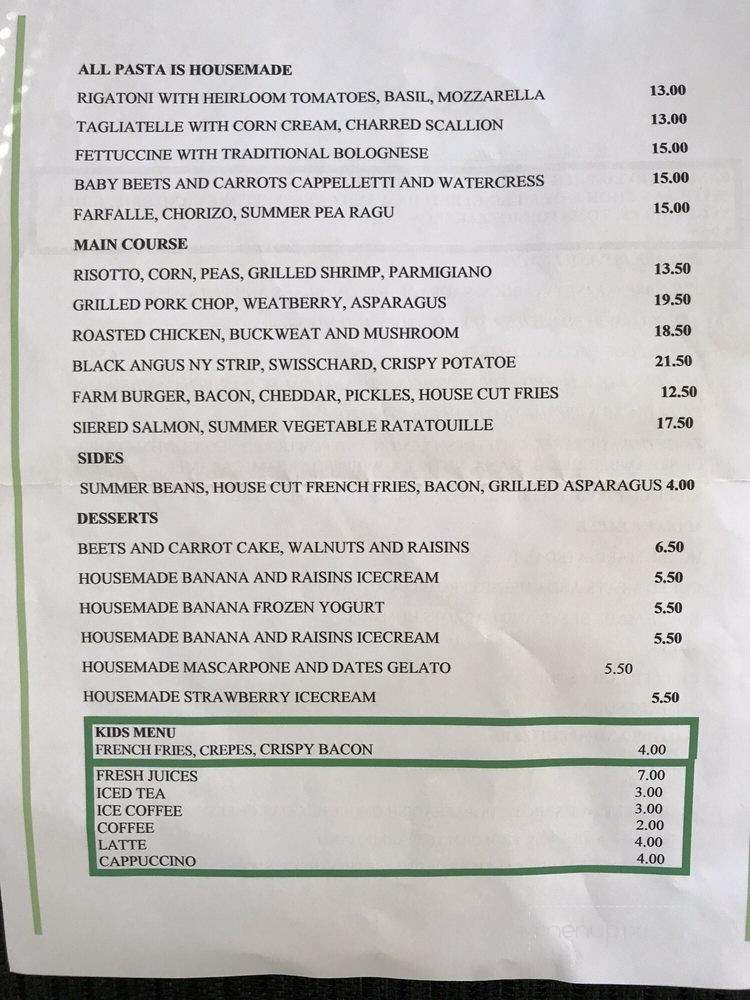 ALL PASTA IS HOUSEMADE
RIGATONI WITH HEIRLOOM TOMATOES, BASIL, MOZZARELLA 13.00
TAGLIATELLE WITH CORN CREAM, CHARRED SCALLION 13.00
FETTUCCINE WITH TRADITIONAL BOLOGNESE 15.00
BABY BEETS AND CARROTS CAPPELLETTI AND WATERCRESS 15.00
FARFALLE, CHORIZO, SUMMER PEA RAGU 15.00
MAIN COURSE
RISOTTO, CORN, PEAS, GRILLED SHRIMP, PARMIGIANO 13.50
GRILLED PORK CHOP, WEATBERRY, ASPARAGUS 19.50
ROASTED CHICKEN, BUCKWEAT AND MUSHROOM 18.50
BLACK ANGUS NY STRIP, SWISSCHARD, CRISPY POTATOE 21.50
FARM BURGER, BACON, CHEDDAR, PICKLES, HOUSE CUT FRIES 12.50
SIERED SALMON, SUMMER VEGETABLE RATATOUILLE 17.50
SIDES
SUMMER BEANS, HOUSE CUT FRENCH FRIES, BACON, GRILLED ASPARAGUS 4.00
DESSERTS
BEETS AND CARROT CAKE, WALNUTS AND RAISINS 6.50
HOUSEMADE BANANA AND RAISINS ICECREAM 5.50
HOUSEMADE BANANA FROZEN YOGURT 5.50
HOUSEMADE BANANA AND RAISINS ICECREAM 5.50
HOUSEMADE MASCARPONE AND DATES GELATO 5.50
HOUSEMADE STRAWBERRY ICECREAM 5.50
KIDS MENU
FRENCH FRIES, CREPES, CRISPY BACON 4.00
FRESH JUICES 7.00
ICED TEA 3.00
ICE COFFEE 3.00
COFFEE 2.00
LATTE 4.00
CAPPUCCINO 4.00